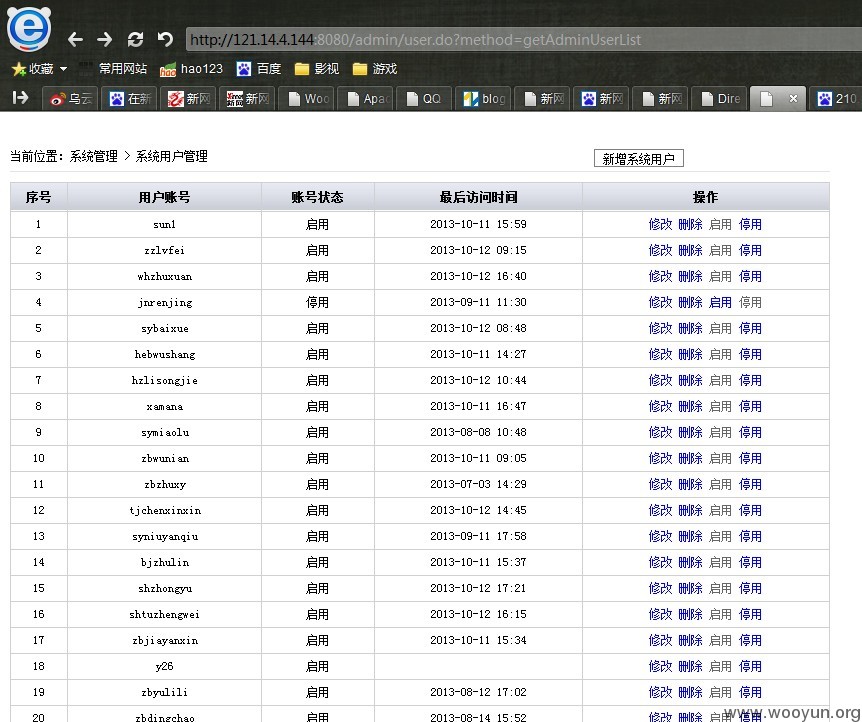 http://121.14.4.144:8080/admin/user.do?method=getAdminUserList
收藏 常用网站 hao123 百度 影视 游戏
乌云 在新 新网 新网 Woo Apac QQ blog 新网 新网 新网 Dire 210
当前位置：系统管理 > 系统用户管理 新增系统用户
序号 用户账号 账号状态 最后访问时间 操作
1 sun1 启用 2013-10-11 15:59 修改 删除 启用 停用
2 zzlvfei 启用 2013-10-12 09:15 修改 删除 启用 停用
3 whzhuxuan 启用 2013-10-12 16:40 修改 删除 启用 停用
4 jnrenjing 停用 2013-09-11 11:30 修改 删除 启用 停用
5 sybaixue 启用 2013-10-12 08:48 修改 删除 启用 停用
6 hebwushang 启用 2013-10-11 14:27 修改 删除 启用 停用
7 hzlisongjie 启用 2013-10-12 10:44 修改 删除 启用 停用
8 xamana 启用 2013-10-11 16:47 修改 删除 启用 停用
9 symiaolu 启用 2013-08-08 10:48 修改 删除 启用 停用
10 zbwunian 启用 2013-10-11 09:05 修改 删除 启用 停用
11 zbzhuxy 启用 2013-07-03 14:29 修改 删除 启用 停用
12 tjchenxinxin 启用 2013-10-12 14:45 修改 删除 启用 停用
13 syniuyanqiu 启用 2013-09-11 17:58 修改 删除 启用 停用
14 bjzhulin 启用 2013-10-11 15:37 修改 删除 启用 停用
15 shzhongyu 启用 2013-10-12 17:21 修改 删除 启用 停用
16 shtuzhengwei 启用 2013-10-12 16:15 修改 删除 启用 停用
17 zbjiayanxin 启用 2013-10-11 15:34 修改 删除 启用 停用
18 y26 启用 修改 删除 启用 停用
19 zbyulili 启用 2013-08-12 17:02 修改 删除 启用 停用
20 zbdingchao 启用 2013-08-14 15:52 修改 删除 启用 停用
www.wooyun.org